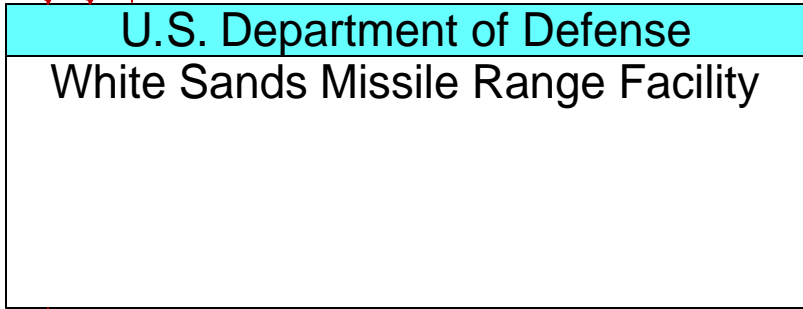 U.S. Department of Defense
White Sands Missile Range Facility